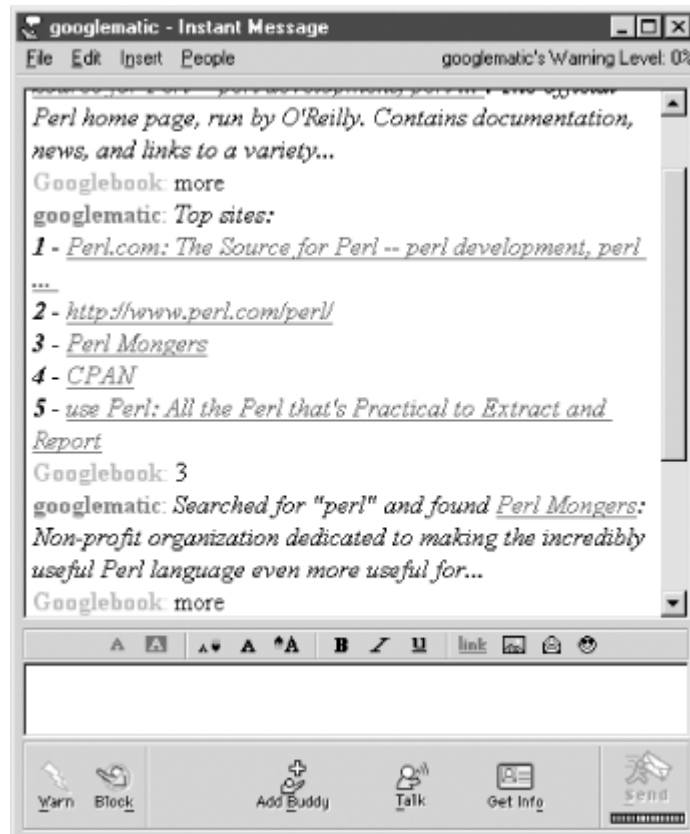 googlematic - Instant Message
File Edit Insert People googlematic's Warning Level: 0%
Perl home page, run by O'Reilly. Contains documentation,
news, and links to a variety...
Googlebook: more
googlematic: Top sites:
1 - Perl.com: The Source for Perl -- perl development, perl
...
2 - http://www.perl.com/perl/
3 - Perl Mongers
4 - CPAN
5 - use Perl: All the Perl that's Practical to Extract and
Report
Googlebook: 3
googlematic: Searched for "perl" and found Perl Mongers:
Non-profit organization dedicated to making the incredibly
useful Perl language even more useful for...
Googlebook: more
A A A A A B I U link
Warn Block Add Buddy Talk Get Info Send